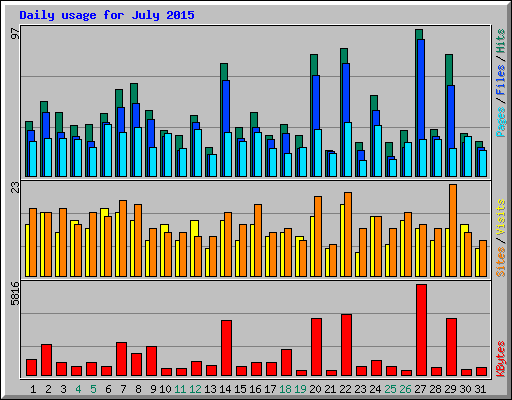 Daily usage for July 2015
97
Pages / Files / Hits
23
Sites / Visits
5816
KBytes
1 2 3 4 5 6 7 8 9 10 11 12 13 14 15 16 17 18 19 20 21 22 23 24 25 26 27 28 29 30 31